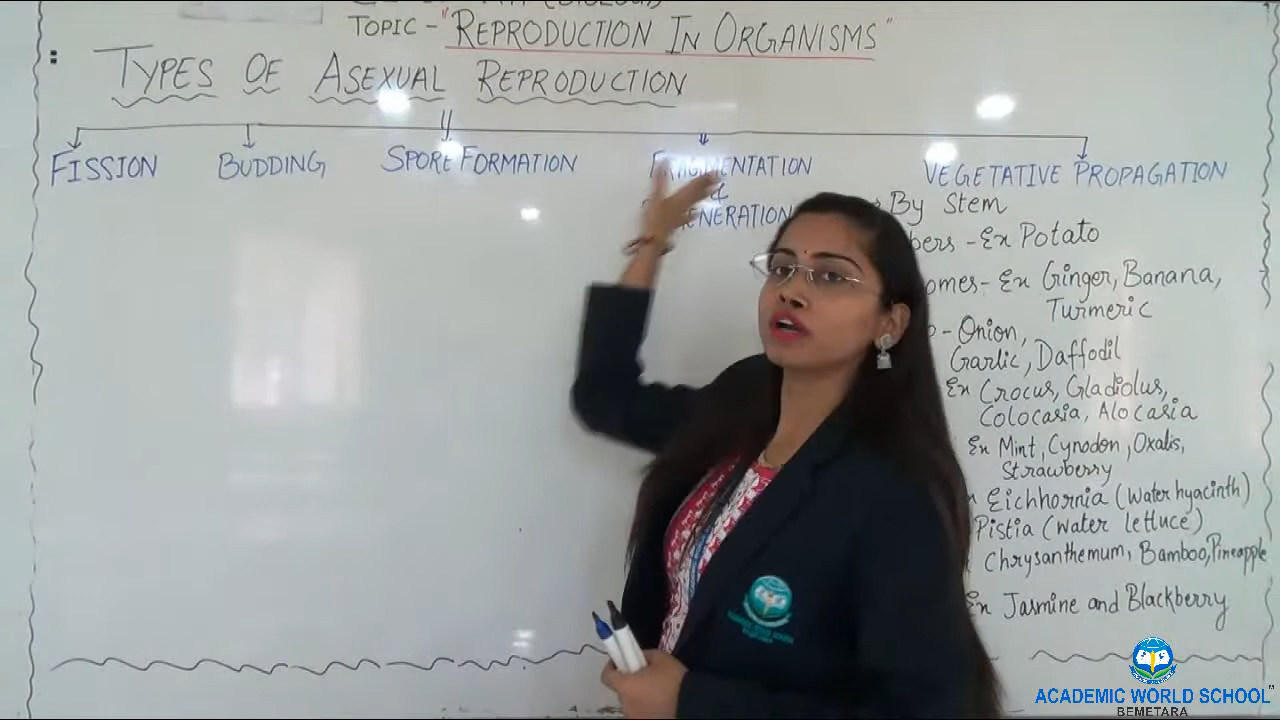 TOPIC - "REPRODUCTION IN ORGANISMS"
TYPES OF ASEXUAL REPRODUCTION
FISSION
BUDDING
SPORE FORMATION
FRAGMENTATION
&
VEGETATIVE PROPAGATION
By Stem
- Ex Potato
- Ex Ginger, Banana,
Turmeric
- Onion,
Garlic, Daffodil
Ex Crocus, Gladiolus,
Colocasia, Alocasia
Ex Mint, Cynodon, Oxalis,
Strawberry
Eichhornia (Water hyacinth)
Pistia (water lettuce)
Chrysanthemum, Bamboo, Pineapple
Ex Jasmine and Blackberry
ACADEMIC WORLD SCHOOL
BEMETARA